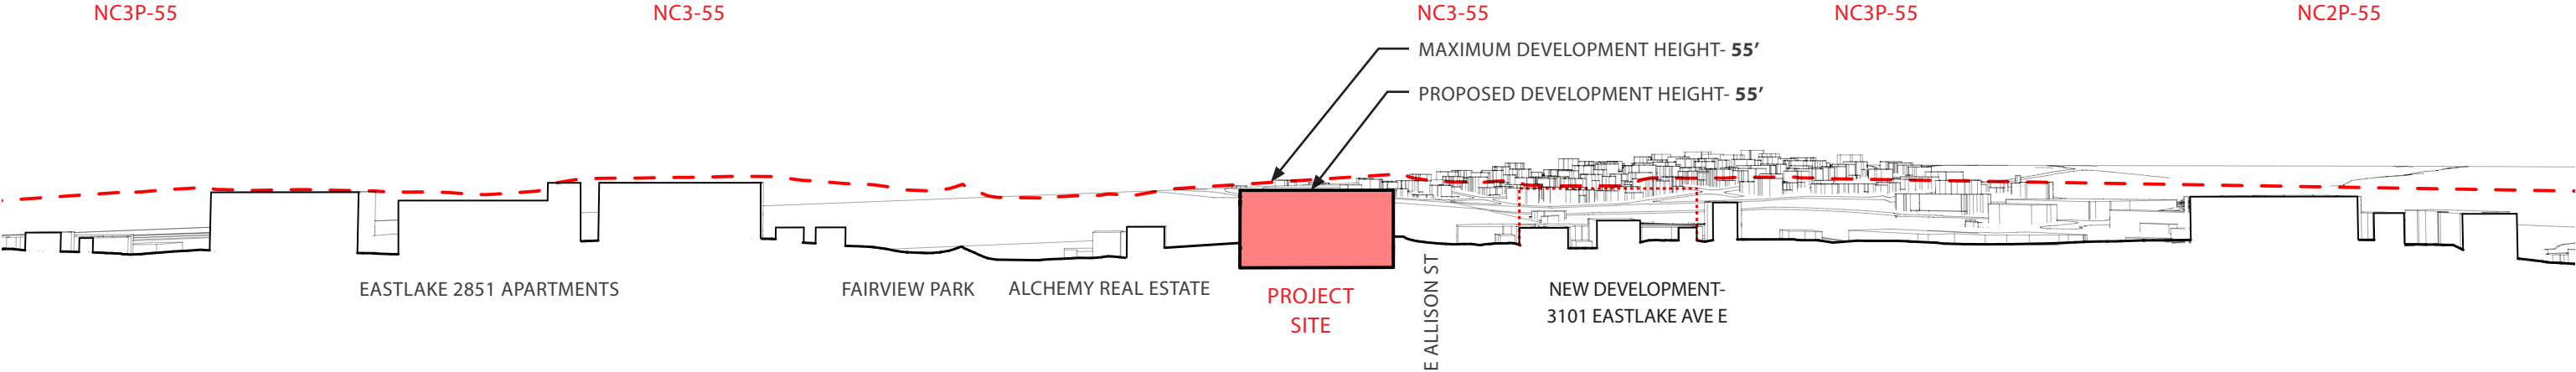 NC3P-55
NC3-55
NC3-55
NC3P-55
NC2P-55
MAXIMUM DEVELOPMENT HEIGHT- 55’
PROPOSED DEVELOPMENT HEIGHT- 55’
EASTLAKE 2851 APARTMENTS
FAIRVIEW PARK
ALCHEMY REAL ESTATE
PROJECT
SITE
E ALLISON ST
NEW DEVELOPMENT-
3101 EASTLAKE AVE E